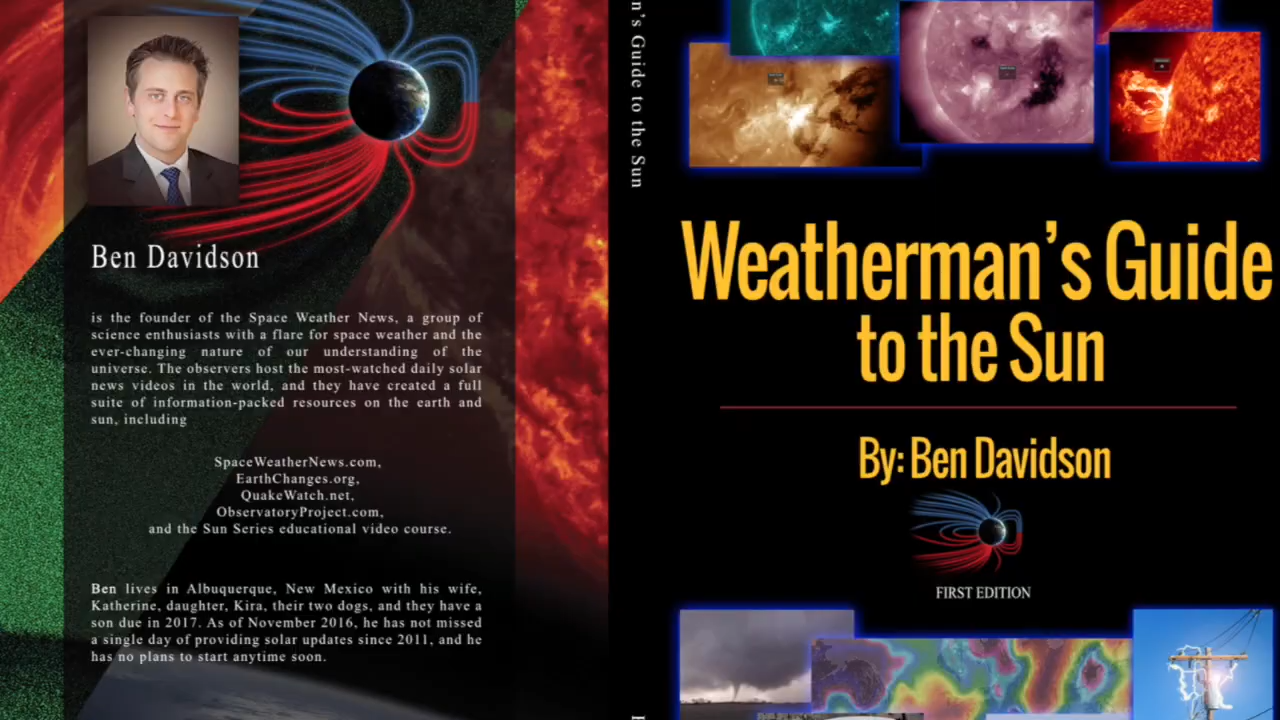 Ben Davidson
is the founder of the Space Weather News, a group of
science enthusiasts with a flare for space weather and the
ever-changing nature of our understanding of the
universe. The observers host the most-watched daily solar
news videos in the world, and they have created a full
suite of information-packed resources on the earth and
sun, including
SpaceWeatherNews.com,
EarthChanges.org,
QuakeWatch.net,
ObservatoryProject.com,
and the Sun Series educational video course.
Ben lives in Albuquerque, New Mexico with his wife,
Katherine, daughter, Kira, their two dogs, and they have a
son due in 2017. As of November 2016, he has not missed
a single day of providing solar updates since 2011, and he
has no plans to start anytime soon.
n's Guide to the Sun
Weatherman's Guide
to the Sun
By: Ben Davidson
FIRST EDITION